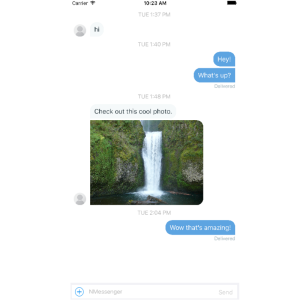 Carrier 10:23 AM
TUE 1:37 PM
hi
TUE 1:40 PM
Hey!
What's up?
Delivered
TUE 1:48 PM
Check out this cool photo.
TUE 2:04 PM
Wow that's amazing!
Delivered
NMessenger Send